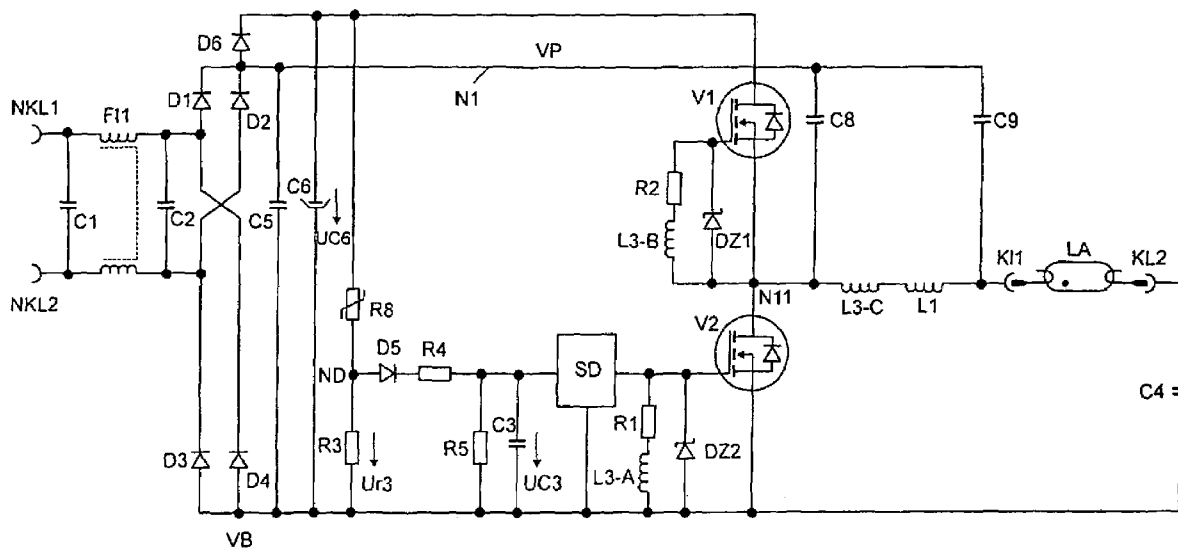 D6
VP
N1
NKL1
FI1
D1
D2
V1
C8
C9
C1
C2
C5
C6
UC6
R2
L3-B
DZ1
KI1
LA
KL2
NKL2
N11
L3-C
L1
R8
V2
ND
D5
R4
SD
C4 =
R3
Ur3
R5
C3
UC3
R1
L3-A
DZ2
D3
D4
VB